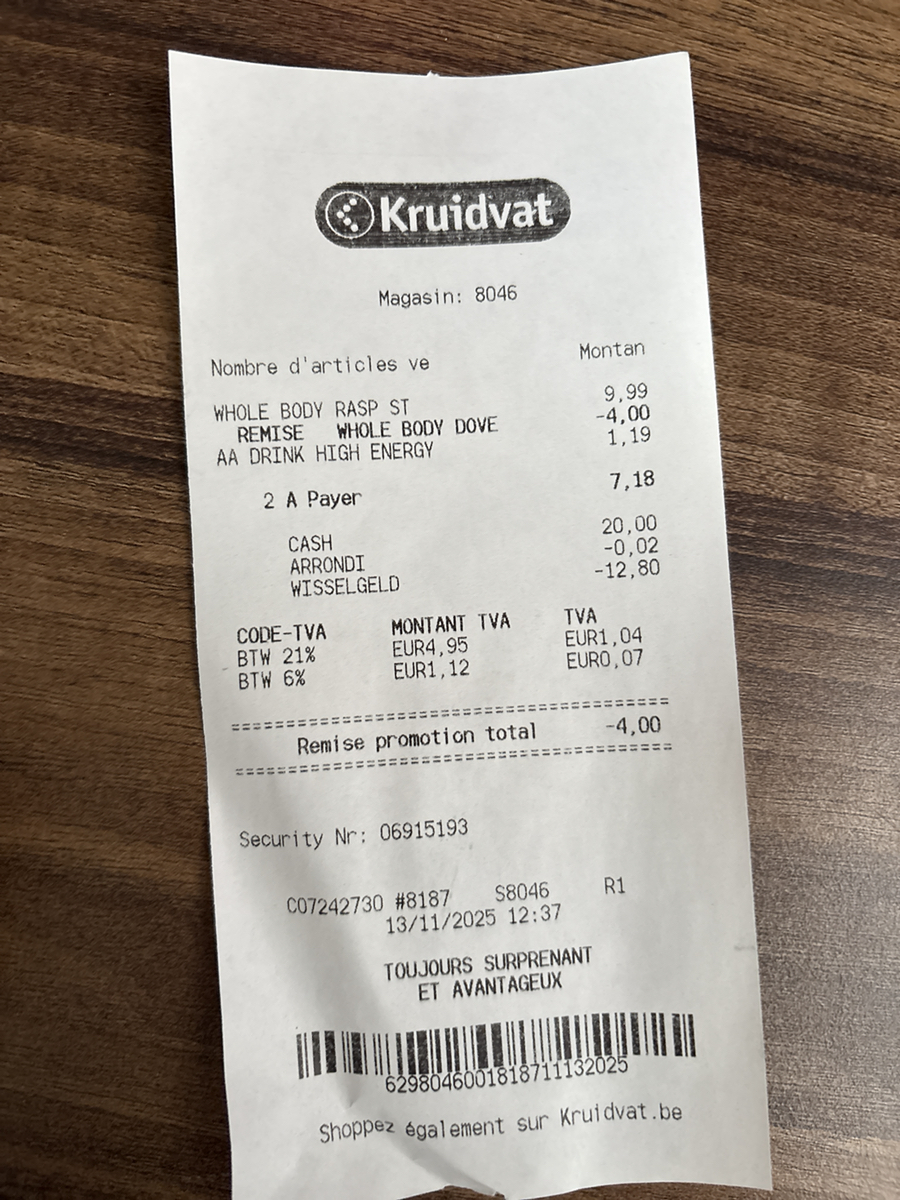 Kruidvat
Magasin: 8046
Nombre d'articles ve Montan
WHOLE BODY RASP ST 9,99
REMISE WHOLE BODY DOVE -4,00
AA DRINK HIGH ENERGY 1,19
2 A Payer 7,18
CASH 20,00
ARRONDI -0,02
WISSELGELD -12,80
CODE-TVA MONTANT TVA TVA
BTW 21% EUR4,95 EUR1,04
BTW 6% EUR1,12 EUR0,07
========================================
Remise promotion total -4,00
========================================
Security Nr: 06915193
C07242730 #8187 S8046 R1
13/11/2025 12:37
TOUJOURS SURPRENANT
ET AVANTAGEUX
6298046001818711132025
Shoppez également sur Kruidvat.be